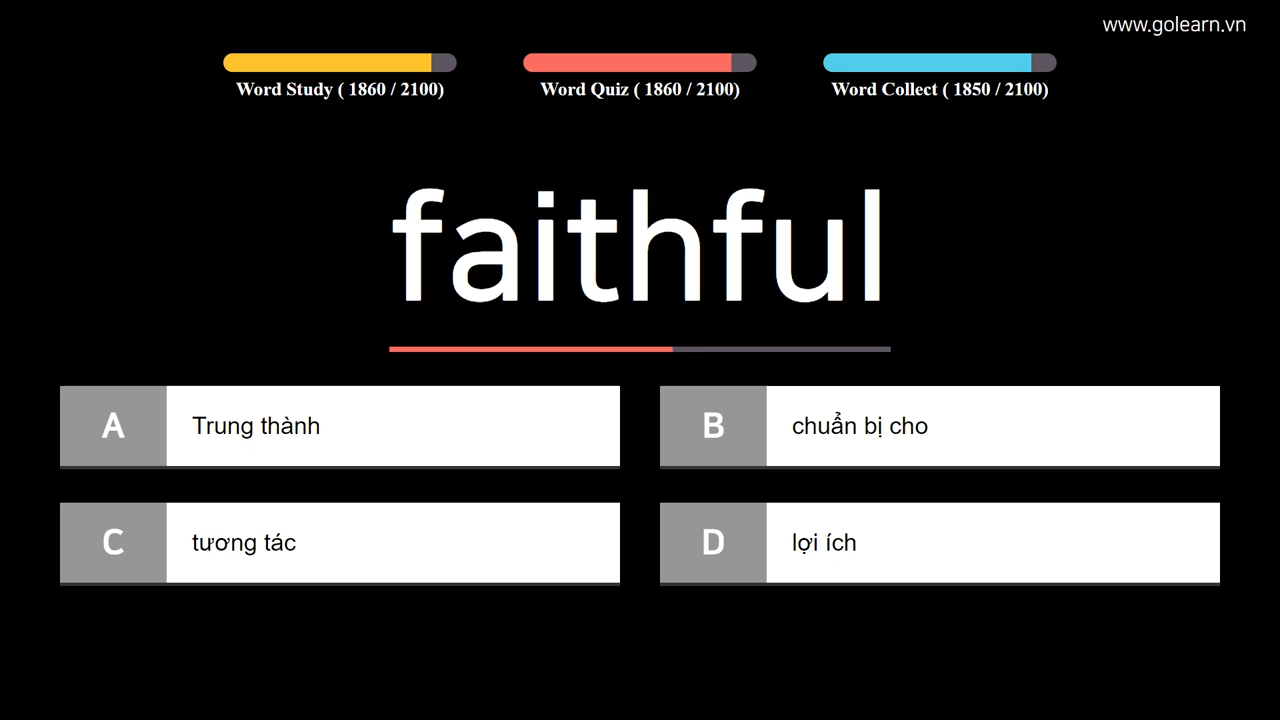 www.golearn.vn
Word Study ( 1860 / 2100)
Word Quiz ( 1860 / 2100)
Word Collect ( 1850 / 2100)
faithful
A Trung thành
B chuẩn bị cho
C tương tác
D lợi ích